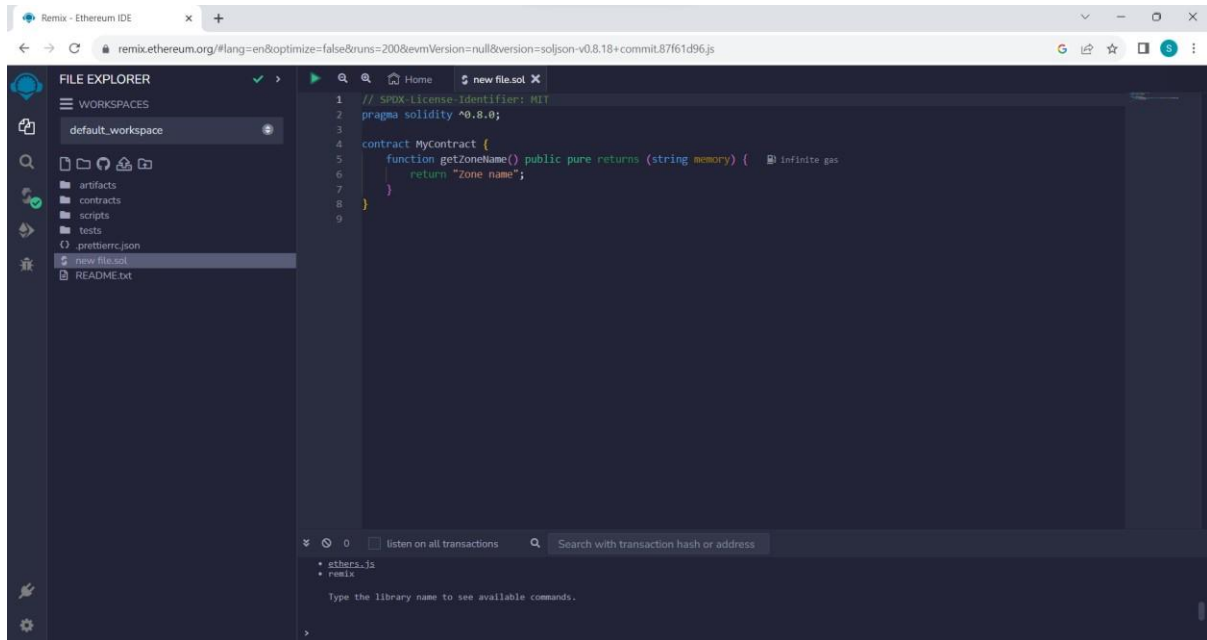 Remix - Ethereum IDE
remix.ethereum.org/#lang=en&optimize=false&runs=200&evmVersion=null&version=soljson-v0.8.18+commit.87f61d96.js
G
S
FILE EXPLORER
Home
new file.sol
WORKSPACES
default_workspace
artifacts
contracts
scripts
tests
.prettierrc.json
new file.sol
README.txt
1 // SPDX-License-Identifier: MIT
2 pragma solidity ^0.8.0;
3
4 contract MyContract {
5 function getZoneName() public pure returns (string memory) { infinite gas
6 return "Zone name";
7 }
8 }
9
0 listen on all transactions Search with transaction hash or address
• ethers.js
• remix
Type the library name to see available commands.
>